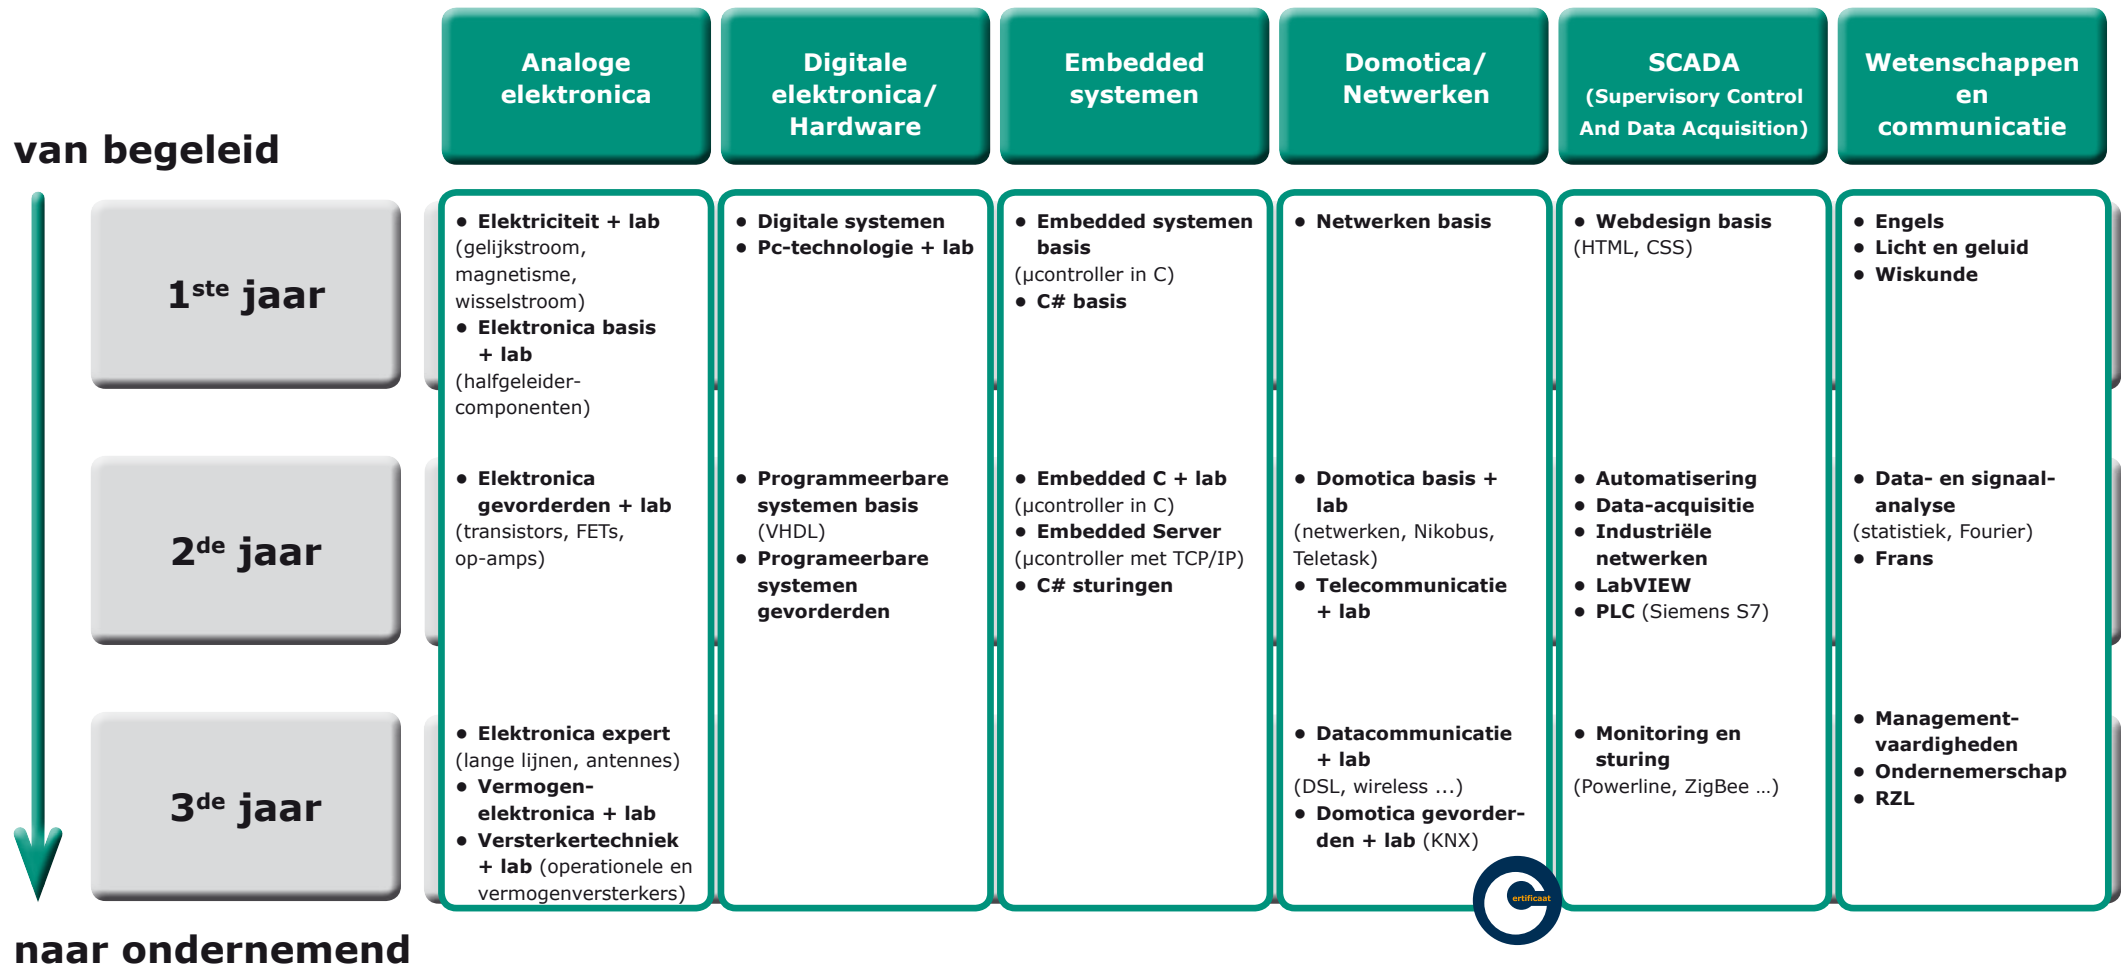 Analoge
elektronica
Digitale
elektronica/
Hardware
Embedded
systemen
Domotica/
Netwerken
SCADA
(Supervisory Control
And Data Acquisition)
Wetenschappen
en
communicatie
van begeleid
1ste jaar
• Elektriciteit + lab
(gelijkstroom,
magnetisme,
wisselstroom)
• Elektronica basis
+ lab
(halfgeleider-
componenten)
• Digitale systemen
• Pc-technologie + lab
• Embedded systemen
basis
(µcontroller in C)
• C# basis
• Netwerken basis
• Webdesign basis
(HTML, CSS)
• Engels
• Licht en geluid
• Wiskunde
2de jaar
• Elektronica
gevorderden + lab
(transistors, FETs,
op-amps)
• Programmeerbare
systemen basis
(VHDL)
• Programeerbare
systemen
gevorderden
• Embedded C + lab
(µcontroller in C)
• Embedded Server
(µcontroller met TCP/IP)
• C# sturingen
• Domotica basis +
lab
(netwerken, Nikobus,
Teletask)
• Telecommunicatie
+ lab
• Automatisering
• Data-acquisitie
• Industriële
netwerken
• LabVIEW
• PLC (Siemens S7)
• Data- en signaal-
analyse
(statistiek, Fourier)
• Frans
3de jaar
• Elektronica expert
(lange lijnen, antennes)
• Vermogen-
elektronica + lab
• Versterkertechniek
+ lab (operationele en
vermogenversterkers)
• Datacommunicatie
+ lab
(DSL, wireless ...)
• Domotica gevorder-
den + lab (KNX)
ertificaat
• Monitoring en
sturing
(Powerline, ZigBee …)
• Management-
vaardigheden
• Ondernemerschap
• RZL
naar ondernemend